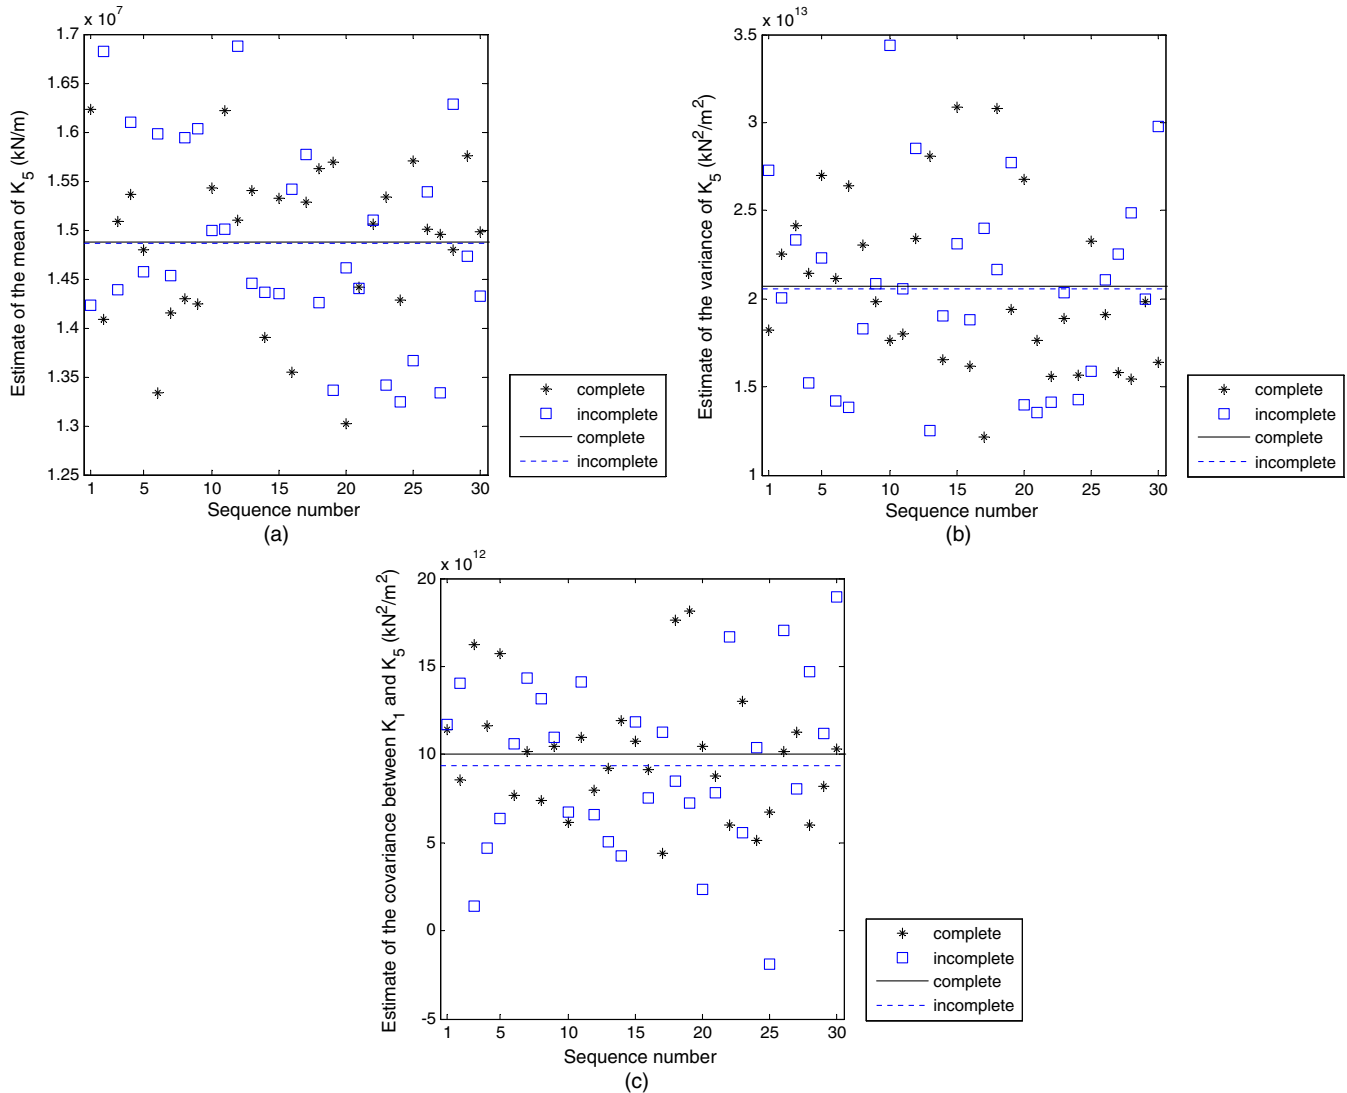 x 10^7
1.7
1.65
1.6
1.55
1.5
1.45
1.4
1.35
1.3
1.25
Estimate of the mean of K_5 (kN/m)
1 5 10 15 20 25 30
Sequence number
(a)
complete
incomplete
complete
incomplete
x 10^13
3.5
3
2.5
2
1.5
1
Estimate of the variance of K_5 (kN^2/m^2)
1 5 10 15 20 25 30
Sequence number
(b)
complete
incomplete
complete
incomplete
x 10^12
20
15
10
5
0
-5
Estimate of the covariance between K_1 and K_5 (kN^2/m^2)
1 5 10 15 20 25 30
Sequence number
(c)
complete
incomplete
complete
incomplete